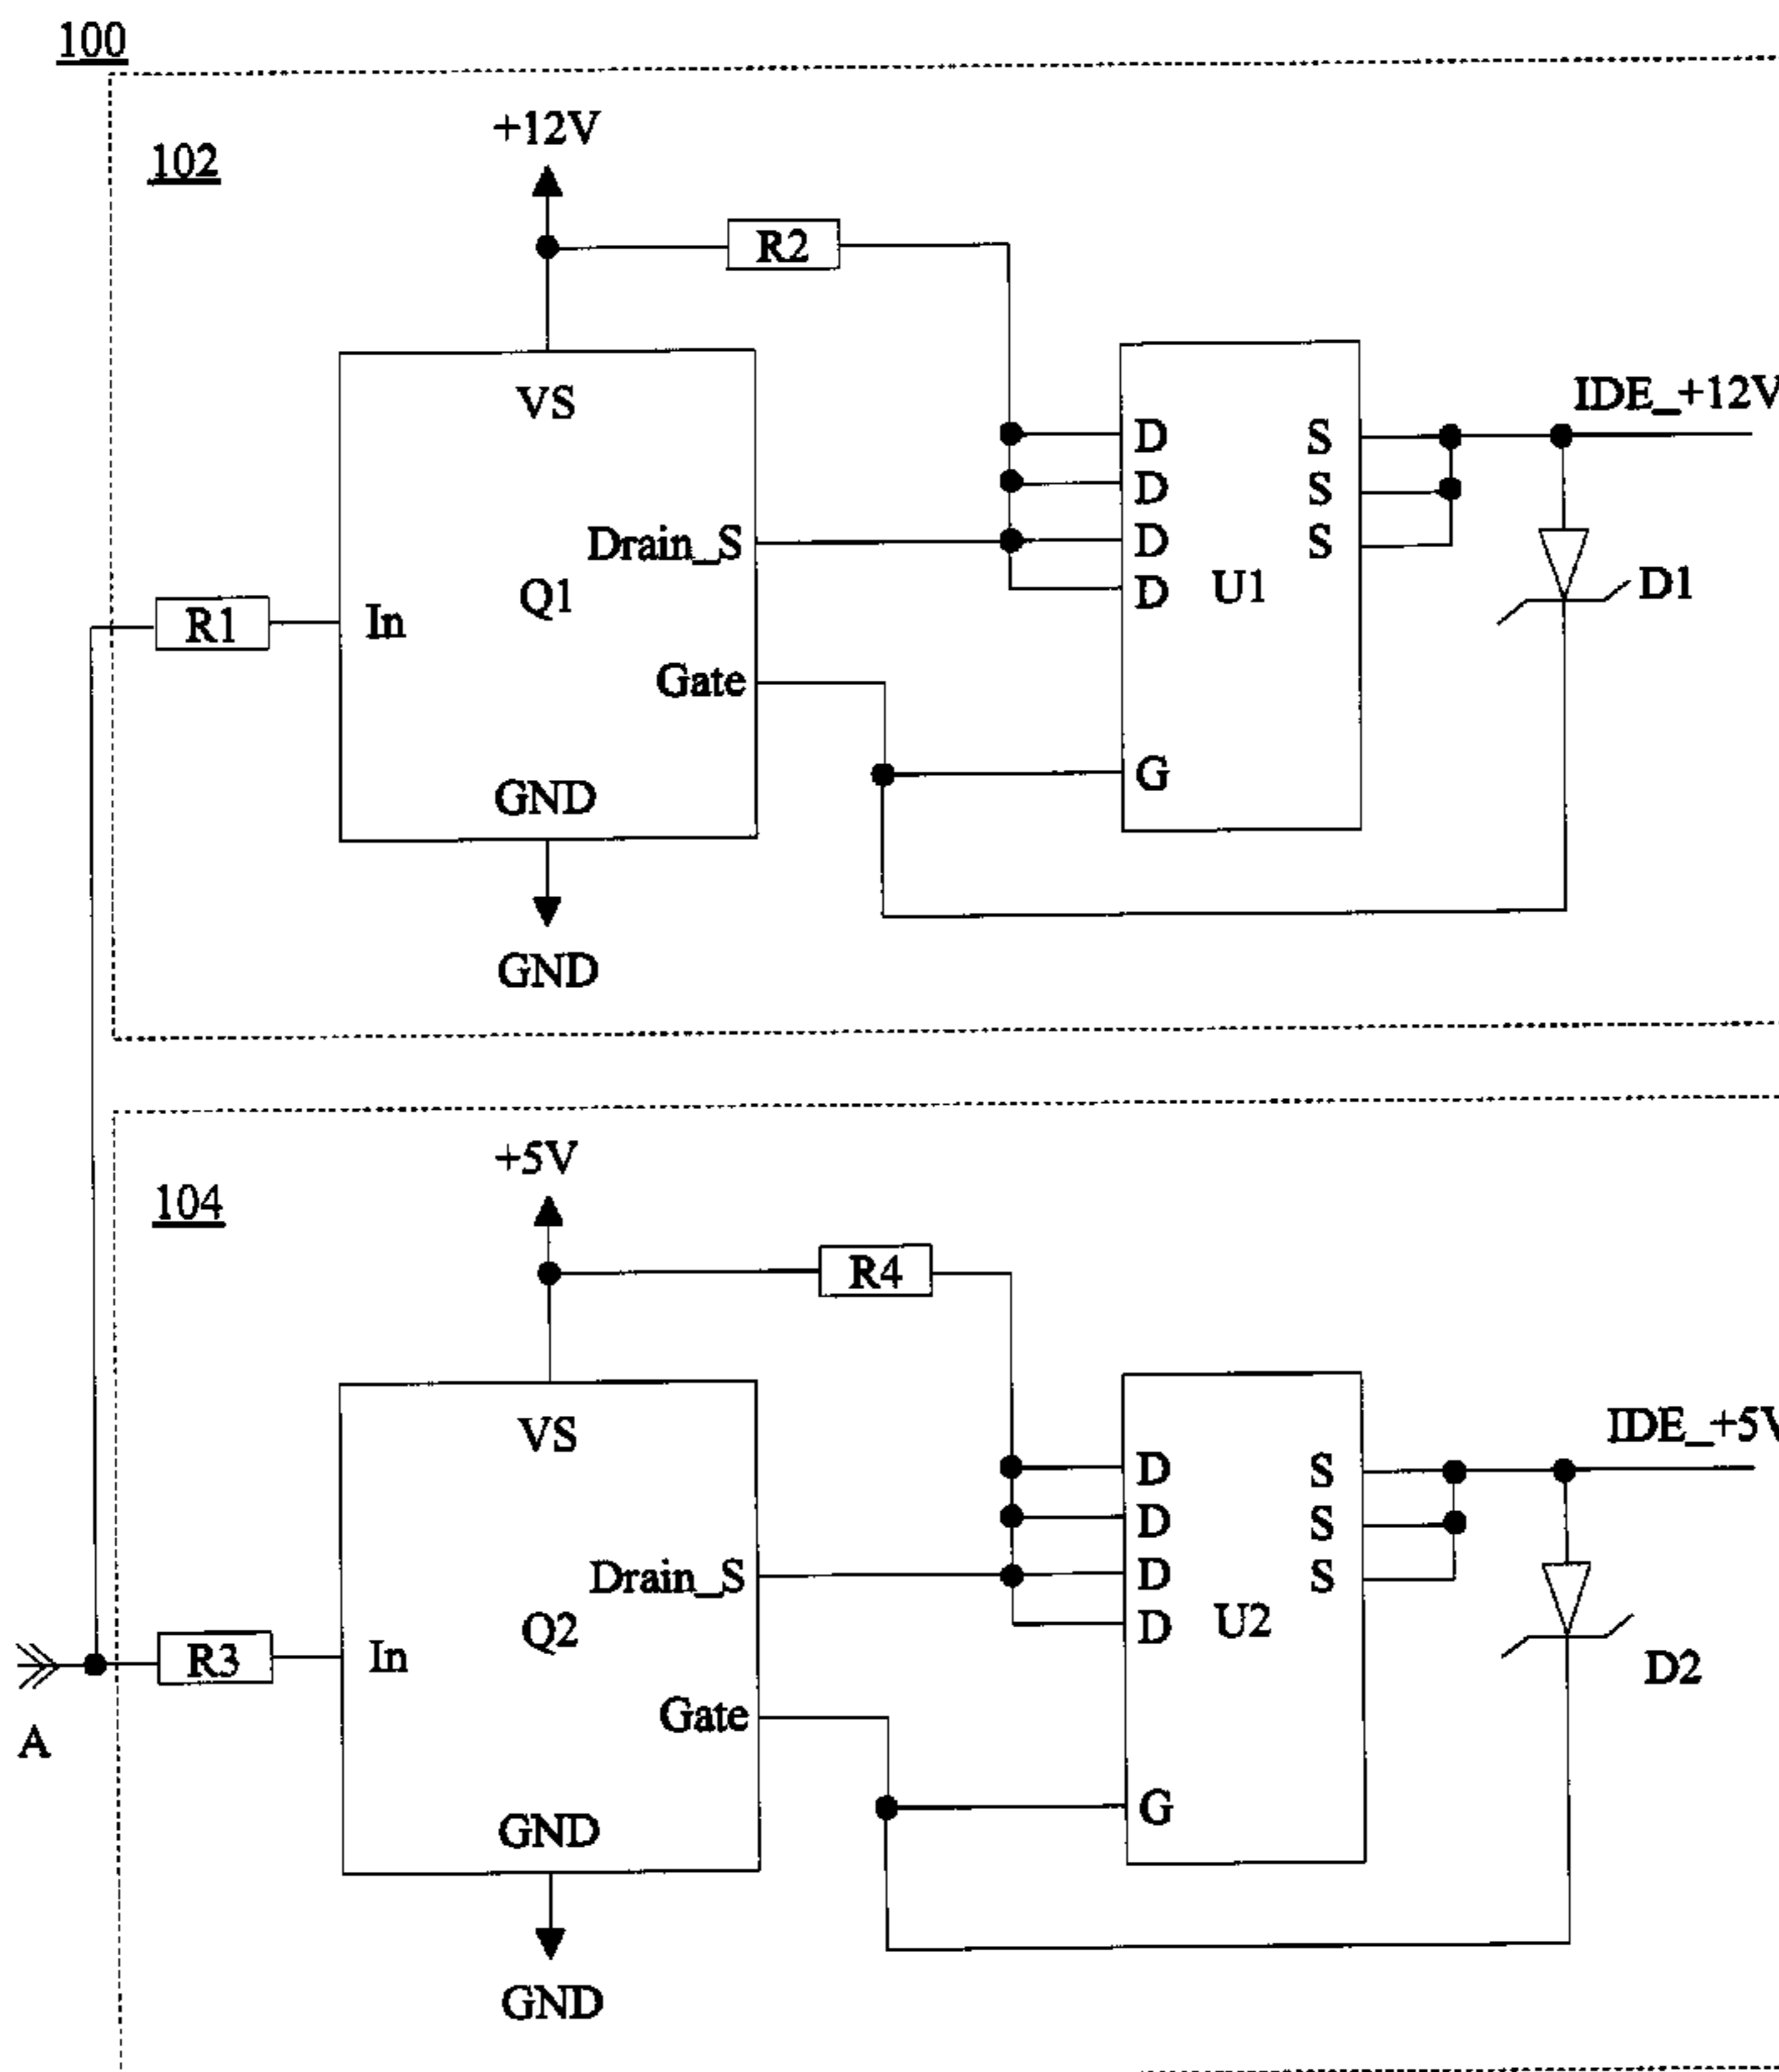 100
102
+12V
R2
VS
IDE_+12V
D S
D S
Drain_S D S
Q1 D U1 D1
R1 In
Gate
GND G
GND
104
+5V
R4
VS
IDE_+5V
D S
D S
Drain_S D S
Q2 D U2
R3 In D2
Gate
A
GND G
GND